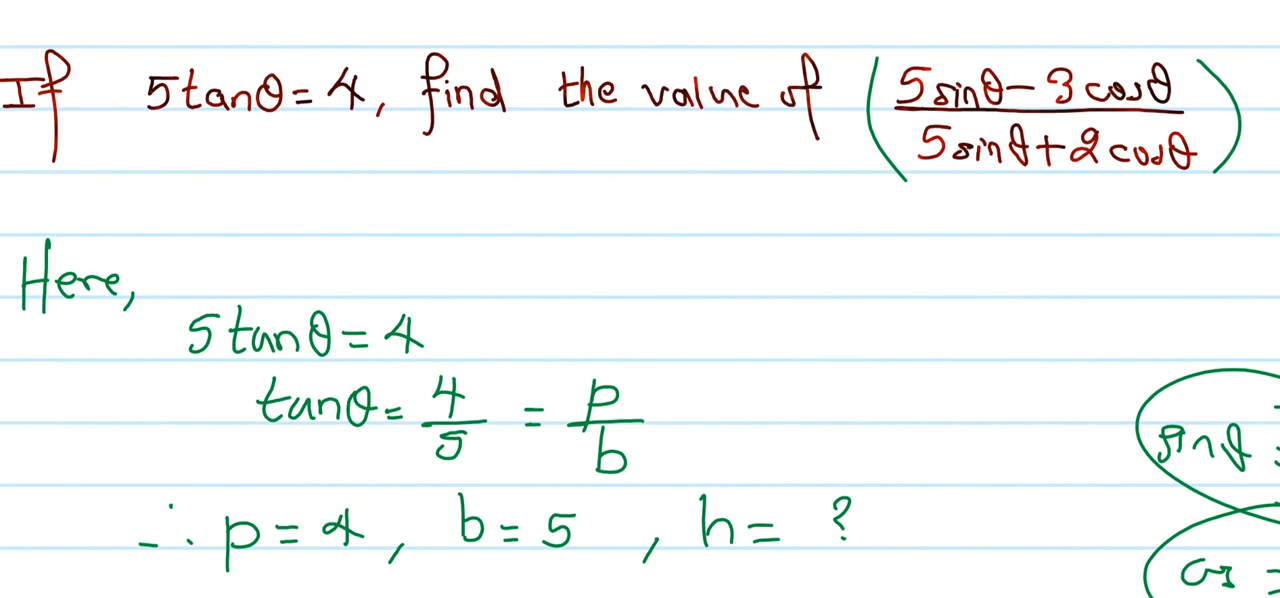 If 5tanθ = 4, find the value of (5sinθ - 3cosθ / 5sinθ + 2cosθ)
Here,
5tanθ = 4
tanθ = 4/5 = p/b
sinθ =
∴ p = 4, b = 5, h = ?
cos =